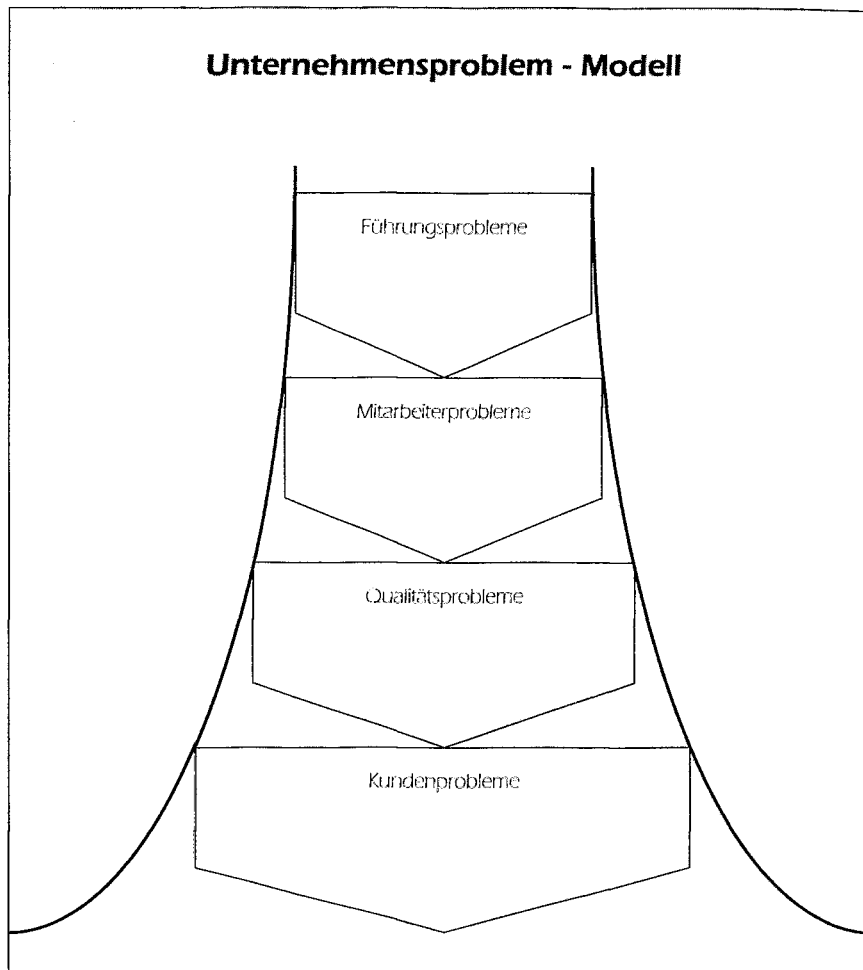 Unternehmensproblem - Modell
Führungsprobleme
Mitarbeiterprobleme
Qualitätsprobleme
Kundenprobleme